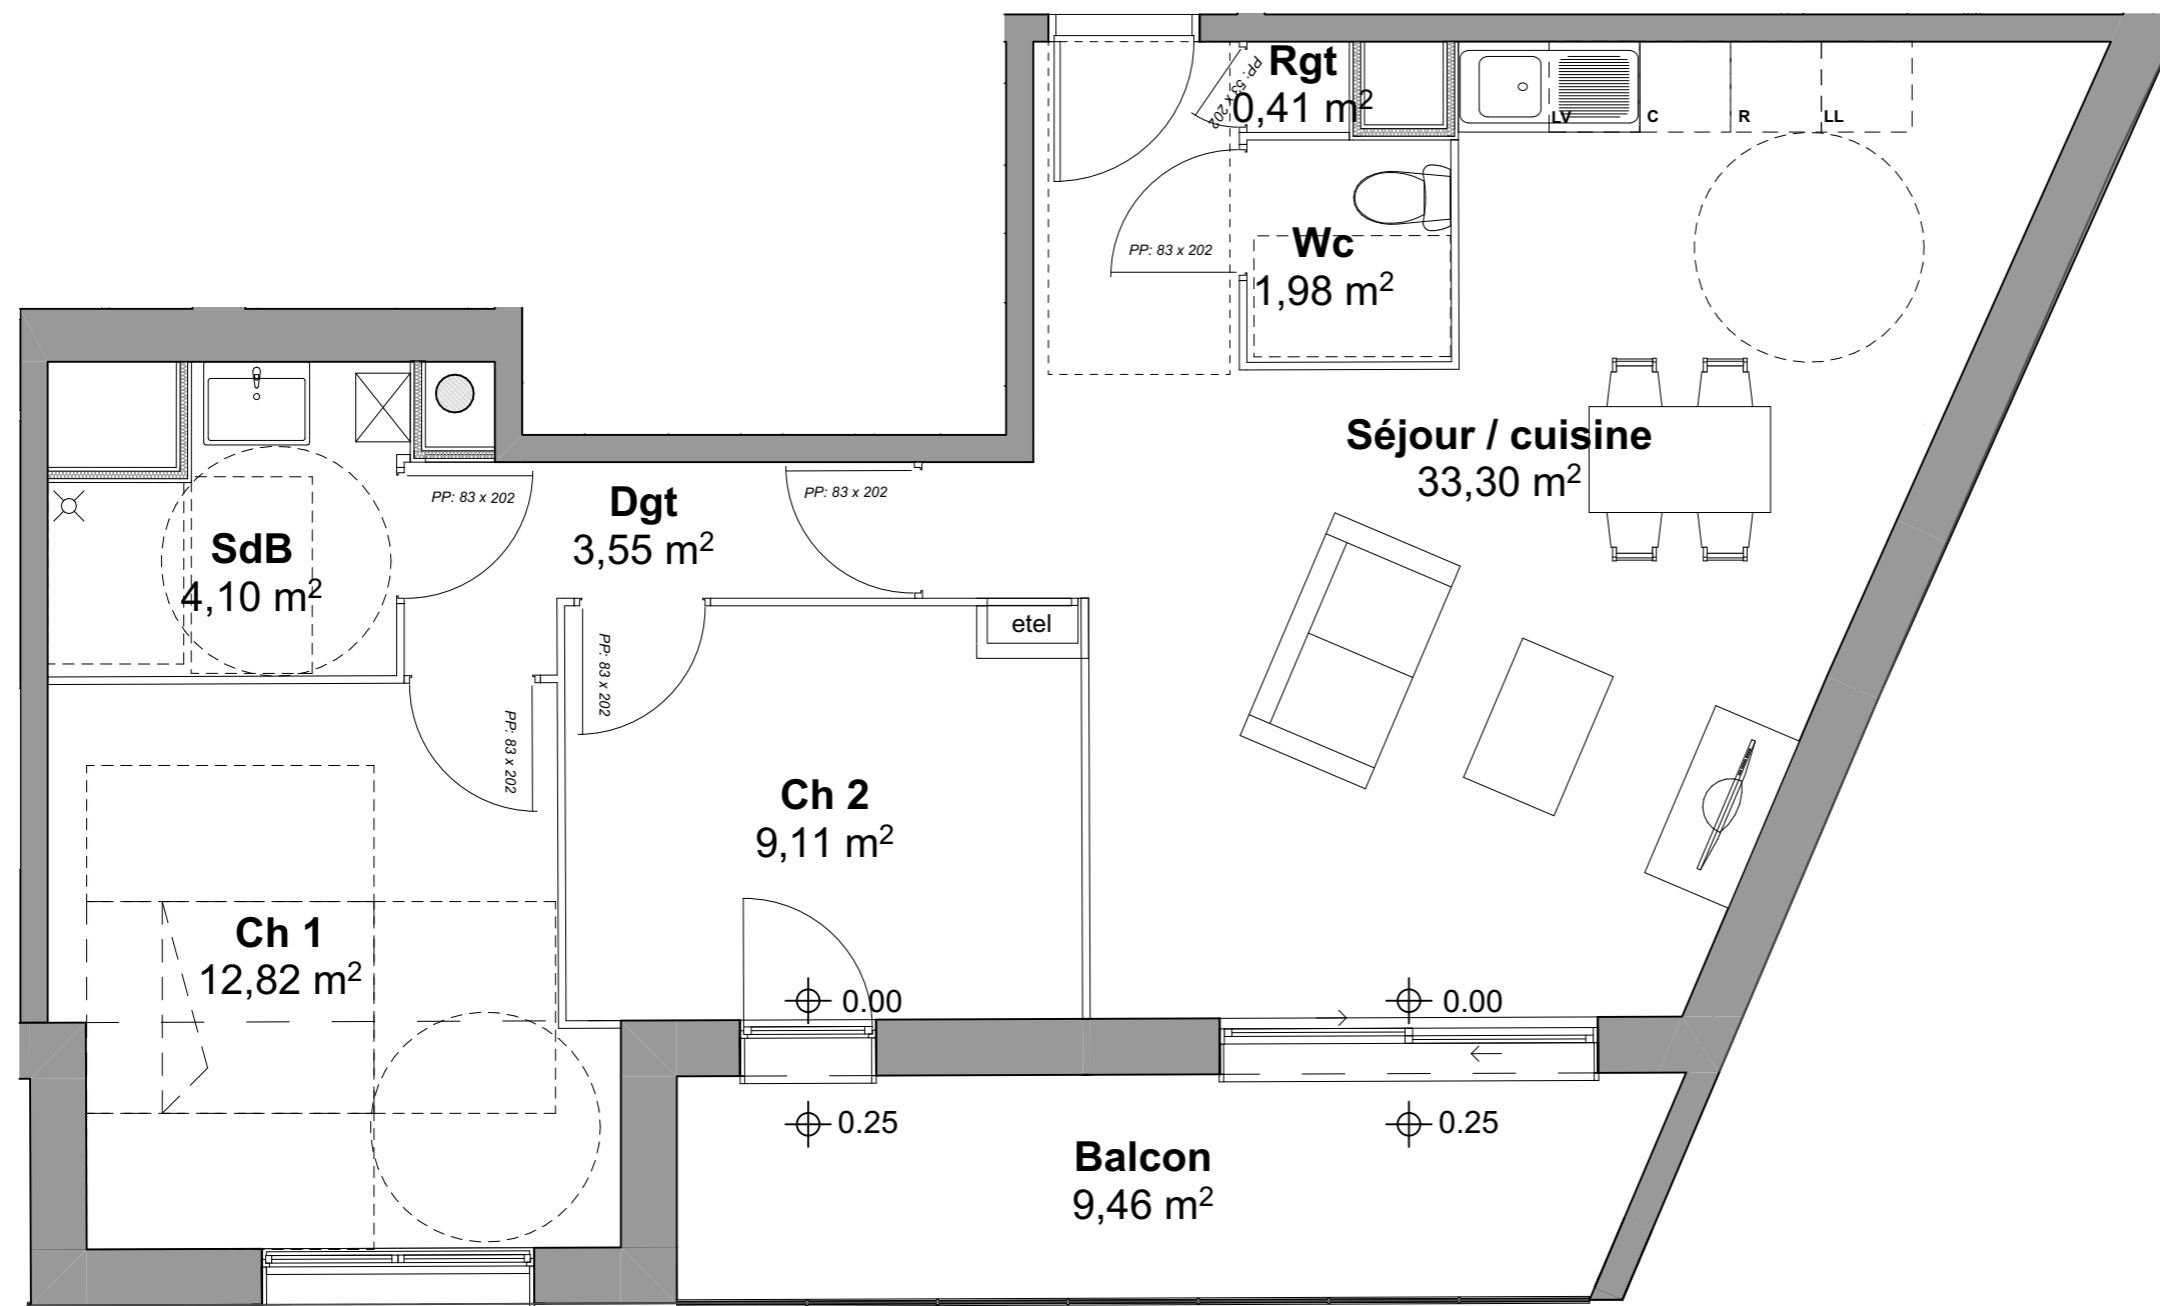 Rgt
0,41 m²
PP: 53 x 202
LV
C
R
LL
PP: 83 x 202
Wc
1,98 m²
Séjour / cuisine
33,30 m²
PP: 83 x 202
Dgt
3,55 m²
PP: 83 x 202
SdB
4,10 m²
etel
PP: 83 x 202
PP: 83 x 202
Ch 2
9,11 m²
Ch 1
12,82 m²
0.00
0.00
0.25
0.25
Balcon
9,46 m²